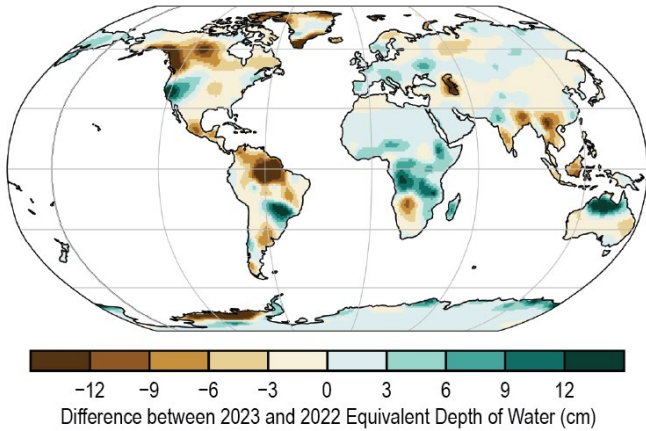 −12 −9 −6 −3 0 3 6 9 12
Difference between 2023 and 2022 Equivalent Depth of Water (cm)